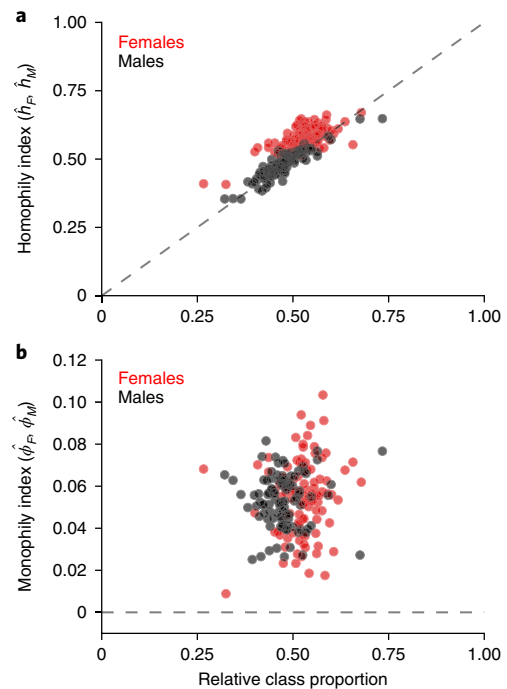 a
1.00
Females
Males
0.75
0.50
0.25
0
0 0.25 0.50 0.75 1.00
Homophily index (ĥF, ĥM)
b
0.12
Females
Males
0.10
0.08
0.06
0.04
0.02
0
0 0.25 0.50 0.75 1.00
Monophily index (ϕ̂F, ϕ̂M)
Relative class proportion